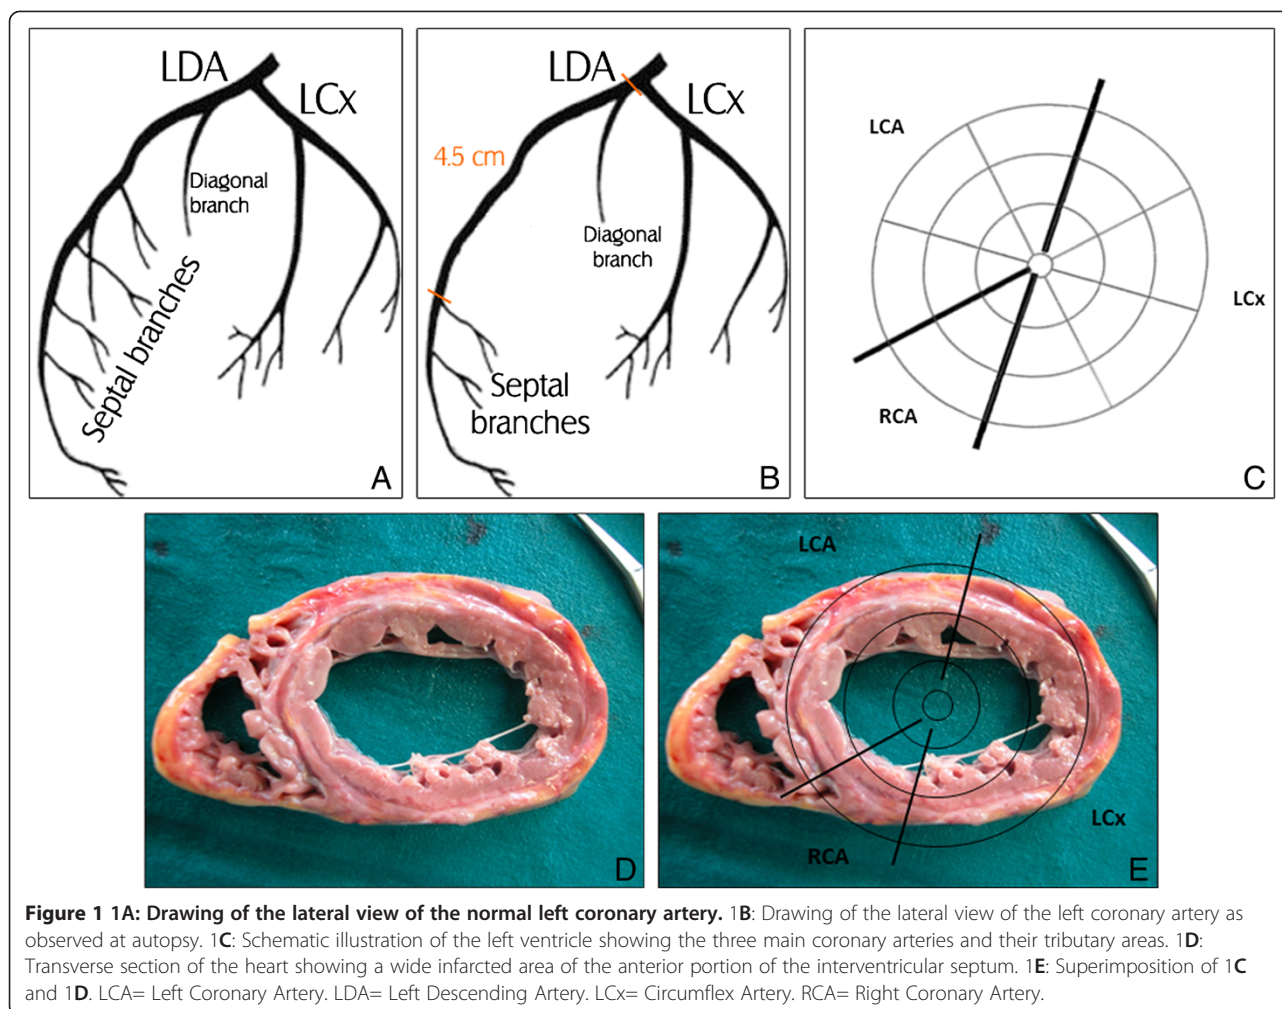 LDA
LCx
Diagonal
branch
Septal branches
A
LDA
LCx
4.5 cm
Diagonal
branch
Septal
branches
B
LCA
LCx
RCA
C
D
LCA
LCx
RCA
E
Figure 1 1A: Drawing of the lateral view of the normal left coronary artery. 1B: Drawing of the lateral view of the left coronary artery as
observed at autopsy. 1C: Schematic illustration of the left ventricle showing the three main coronary arteries and their tributary areas. 1D:
Transverse section of the heart showing a wide infarcted area of the anterior portion of the interventricular septum. 1E: Superimposition of 1C
and 1D. LCA= Left Coronary Artery. LDA= Left Descending Artery. LCx= Circumflex Artery. RCA= Right Coronary Artery.